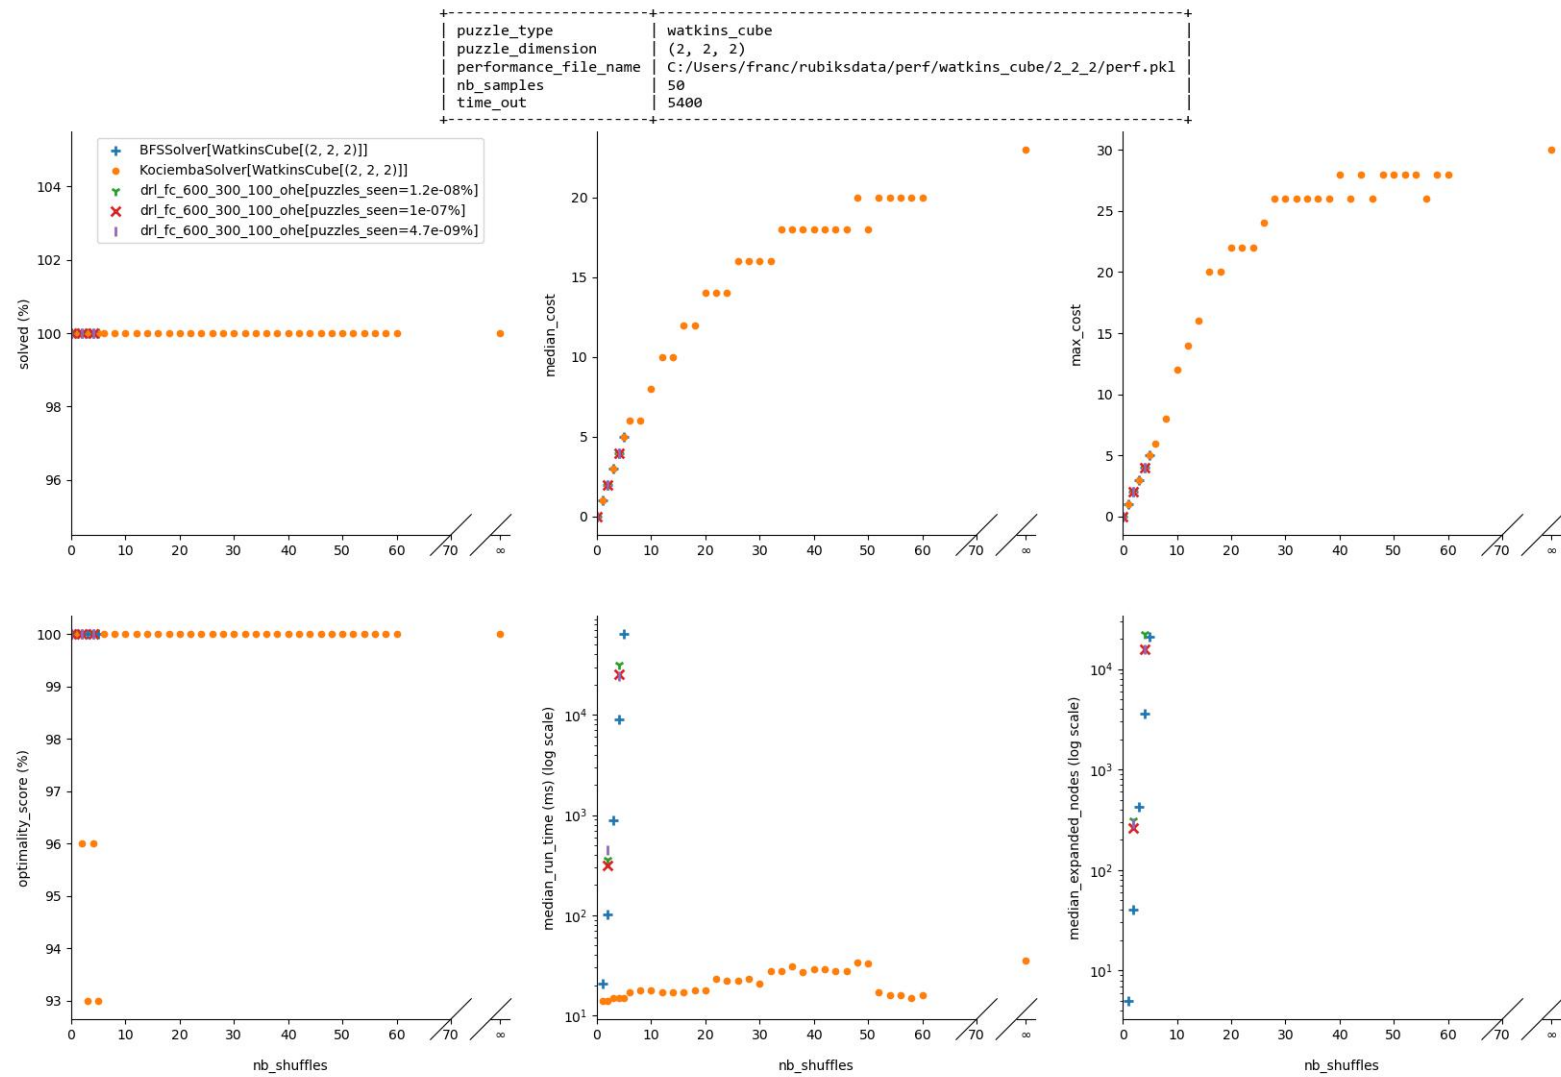 puzzle_type | watkins_cube
puzzle_dimension | (2, 2, 2)
performance_file_name | C:/Users/franc/rubiksdata/perf/watkins_cube/2_2_2/perf.pkl
nb_samples | 50
time_out | 5400
BFSSolver[WatkinsCube[(2, 2, 2)]]
KociembaSolver[WatkinsCube[(2, 2, 2)]]
drl_fc_600_300_100_ohe[puzzles_seen=1.2e-08%]
drl_fc_600_300_100_ohe[puzzles_seen=1e-07%]
drl_fc_600_300_100_ohe[puzzles_seen=4.7e-09%]
solved (%)
104
102
100
98
96
0 10 20 30 40 50 60 70 ∞
median_cost
20
15
10
5
0
0 10 20 30 40 50 60 70 ∞
max_cost
30
25
20
15
10
5
0
0 10 20 30 40 50 60 70 ∞
optimality_score (%)
100
99
98
97
96
95
94
93
0 10 20 30 40 50 60 70 ∞
nb_shuffles
median_run_time (ms) (log scale)
10⁴
10³
10²
10¹
0 10 20 30 40 50 60 70 ∞
nb_shuffles
median_expanded_nodes (log scale)
10⁴
10³
10²
10¹
0 10 20 30 40 50 60 70 ∞
nb_shuffles